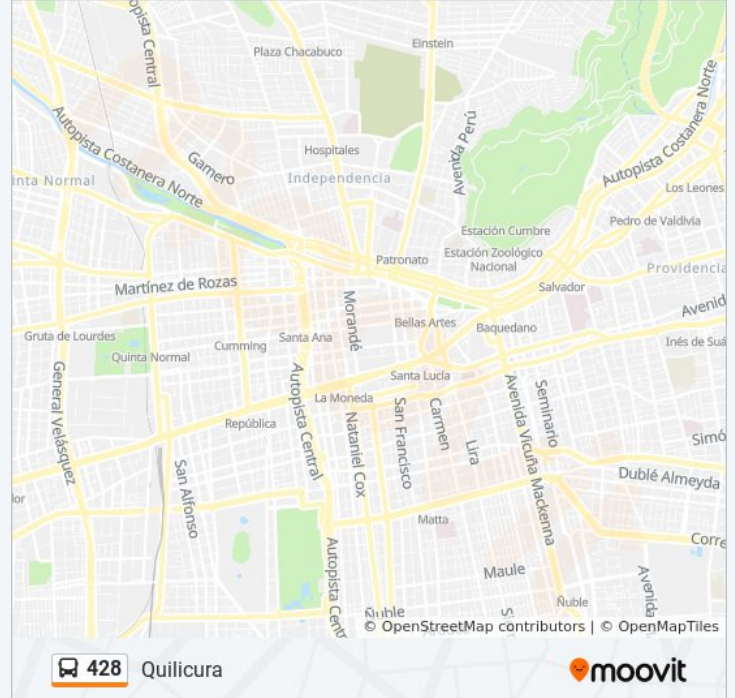 opista Central
Plaza Chacabuco
Einstein
Autopista Costanera Norte
Avenida Perú
Autopista Costanera Norte
Garnero
Hospitales
Independencia
inta Normal
Los Leones
Pedro de Valdivia
Estación Cumbre
Estación Zoológico
Nacional
Patronato
Providencia
Martínez de Rozas
Salvador
Morandé
Avenid
Bellas Artes
Baquedano
Gruta de Lourdes
Santa Ana
Cumming
Inés de Suá
Quinta Normal
General Velásquez
Autopista Central
Santa Lucía
La Moneda
República
Nataniel Cox
San Francisco
Carmen
Lira
Avenida Vicuña Mackenna
Seminario
Simó
Dublé Almeyda
San Alfonso
lor
Matta
Corre
Autopista Centr
Maule
Avenida
Ñuble
Ñuble
© OpenStreetMap contributors | © OpenMapTiles
428 Quilicura
moovit